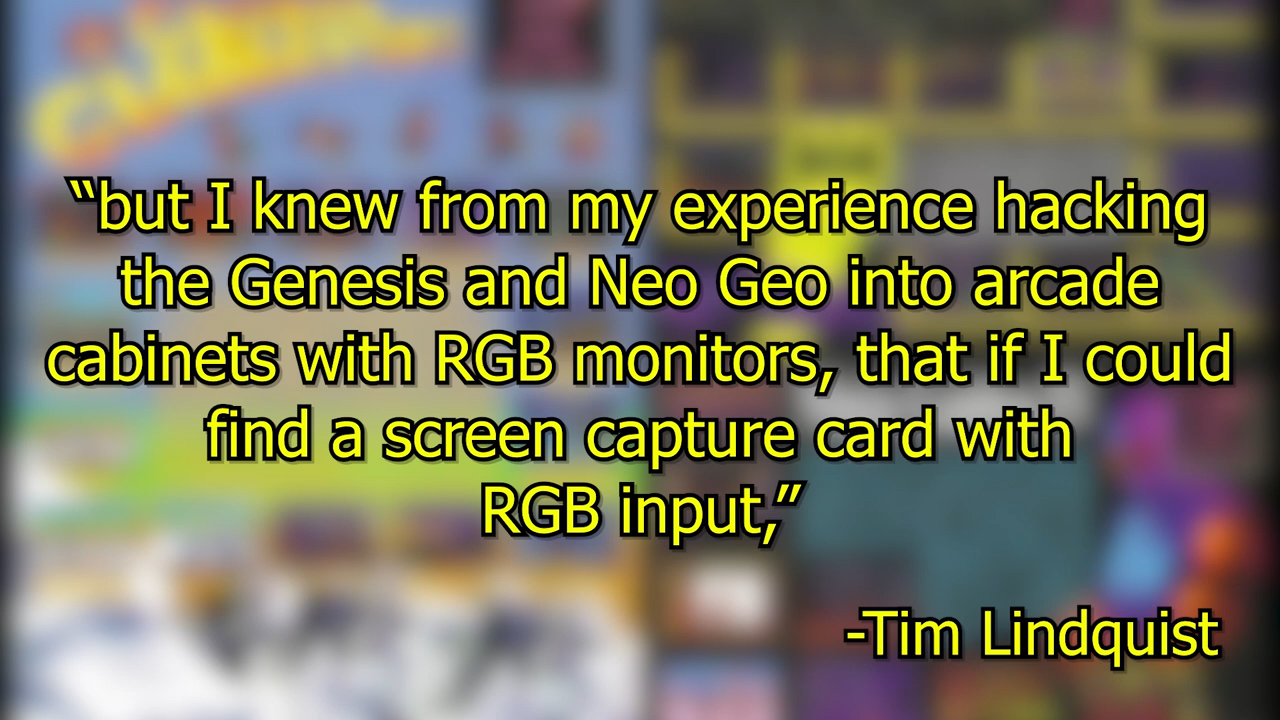 “but I knew from my experience hacking
the Genesis and Neo Geo into arcade
cabinets with RGB monitors, that if I could
find a screen capture card with
RGB input,”
-Tim Lindquist